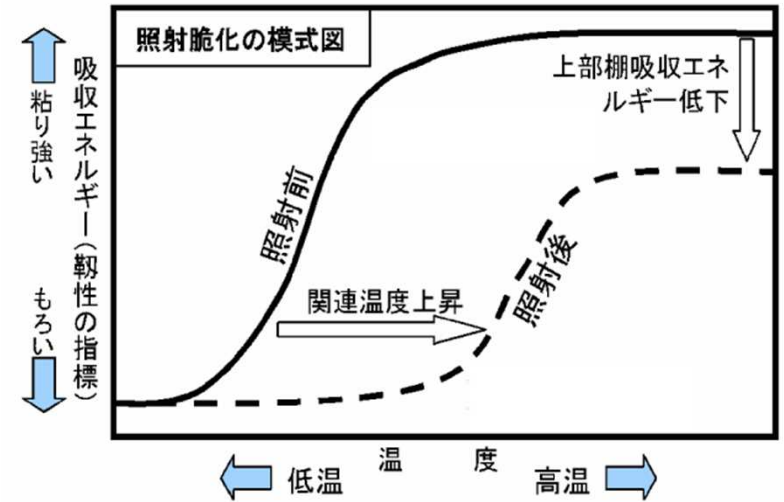 照射脆化の模式図
上部棚吸収エネ
ルギー低下
粘り強い
もろい
吸収エネルギー(靱性の指標)
照射前
関連温度上昇
照射後
低温
温度
高温